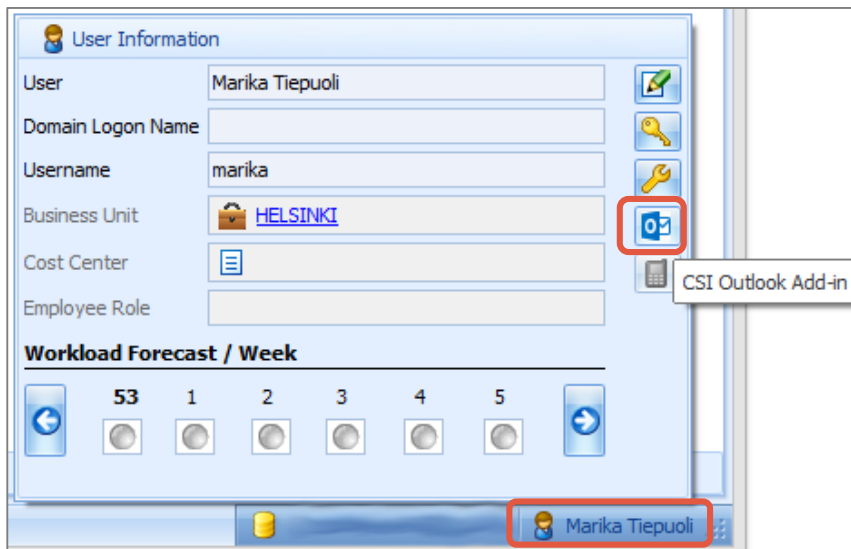 User Information
User Marika Tiepuoli
Domain Logon Name
Username marika
Business Unit HELSINKI
Cost Center
CSI Outlook Add-in
Employee Role
Workload Forecast / Week
53 1 2 3 4 5
Marika Tiepuoli